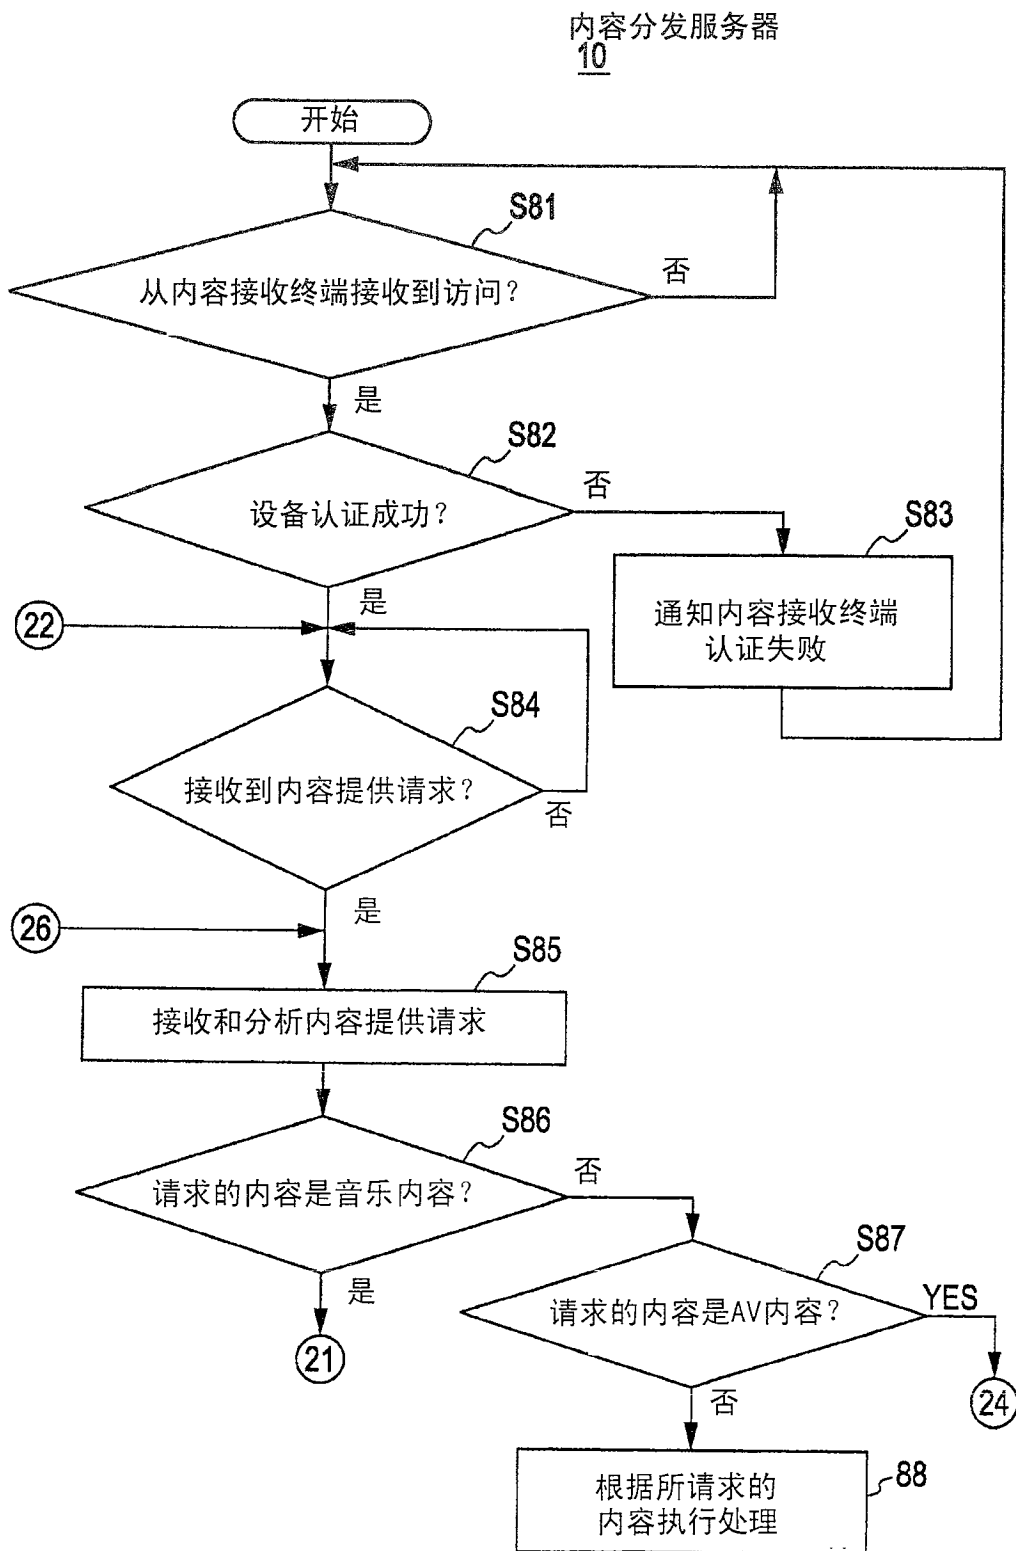 内容分发服务器
10
开始
S81
从内容接收终端接收到访问？
否
是
S82
设备认证成功？
否
S83
通知内容接收终端
认证失败
是
22
S84
接收到内容提供请求？
否
是
26
S85
接收和分析内容提供请求
S86
请求的内容是音乐内容？
否
是
21
S87
请求的内容是AV内容？
YES
24
否
88
根据所请求的
内容执行处理